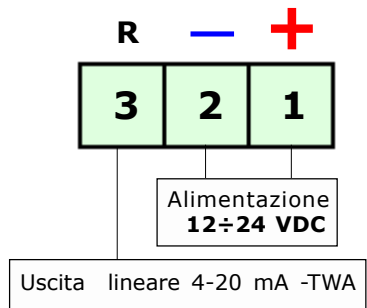 R — +
3 2 1
Alimentazione
12÷24 VDC
Uscita lineare 4-20 mA -TWA